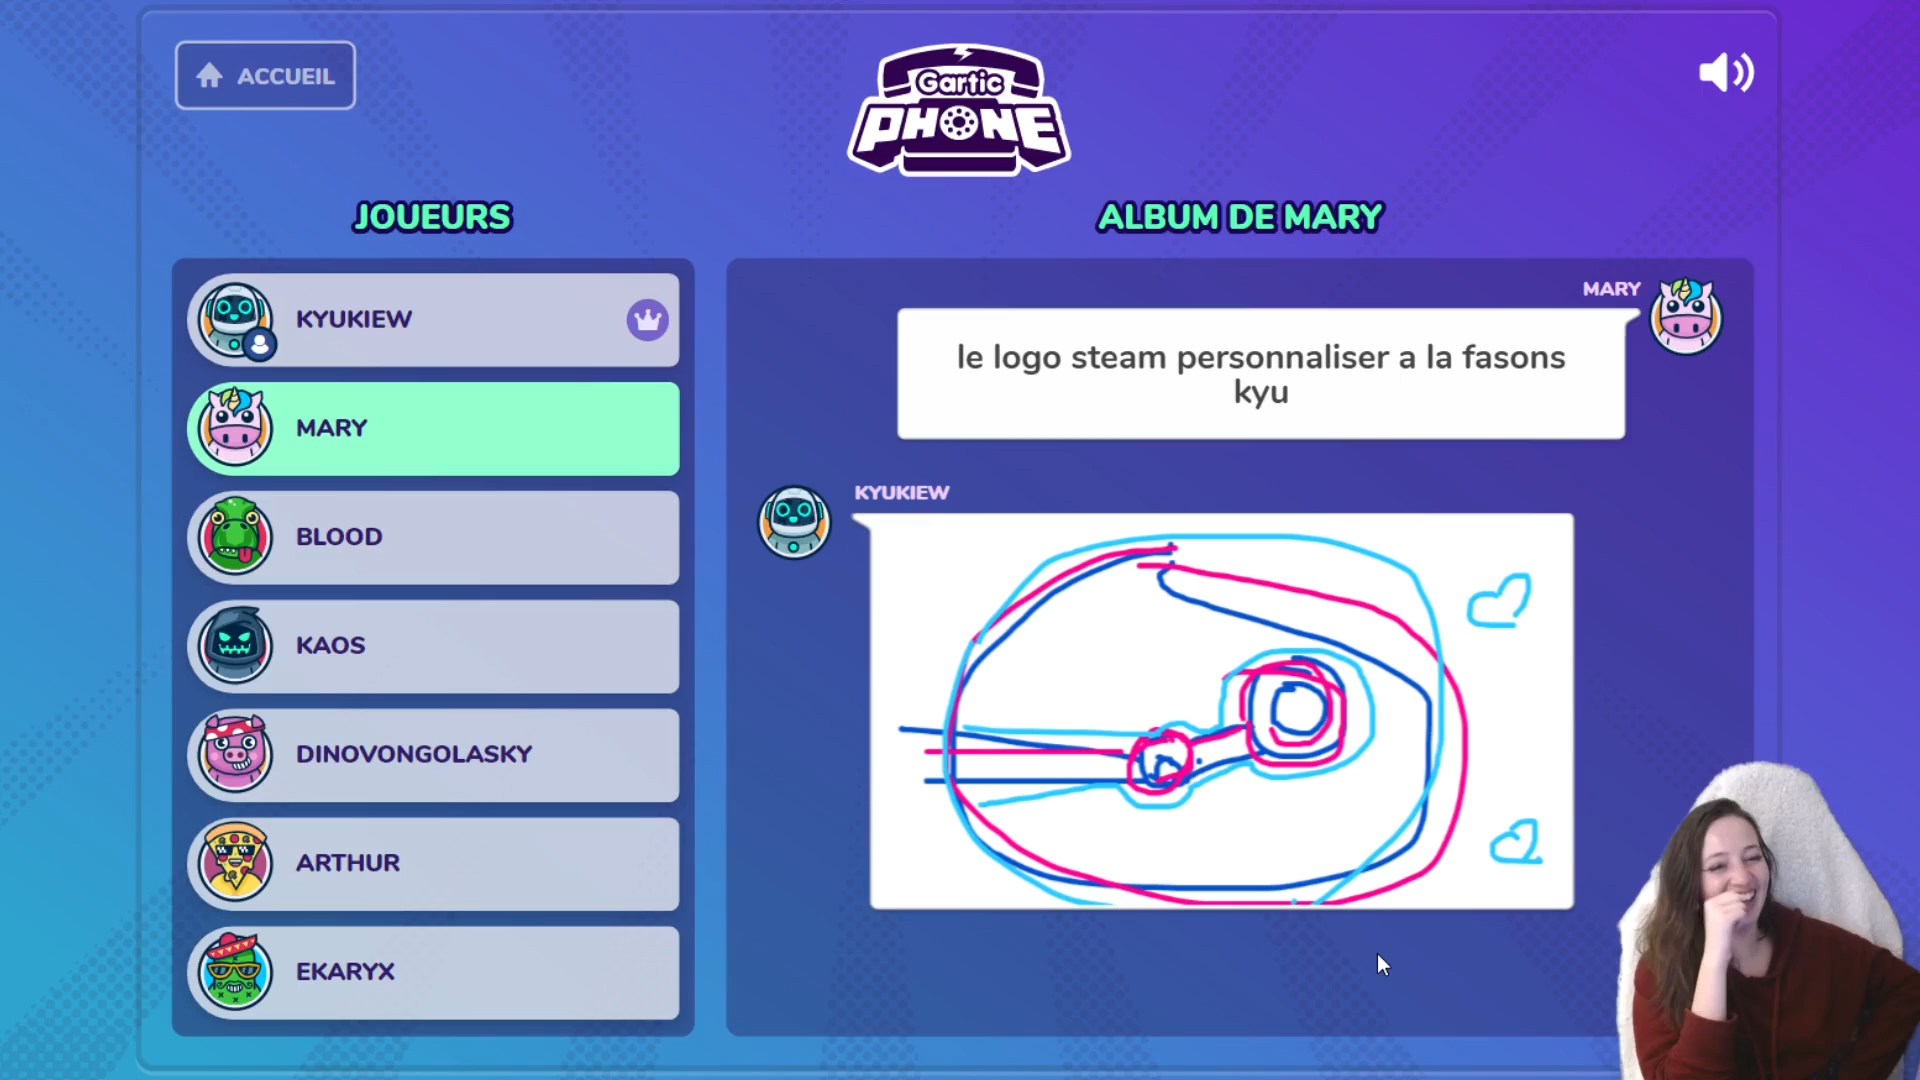 ACCUEIL
Gartic
PHONE
JOUEURS
KYUKIEW
MARY
BLOOD
KAOS
DINOVONGOLASKY
ARTHUR
EKARYX
ALBUM DE MARY
MARY
le logo steam personnaliser a la fasons
kyu
KYUKIEW